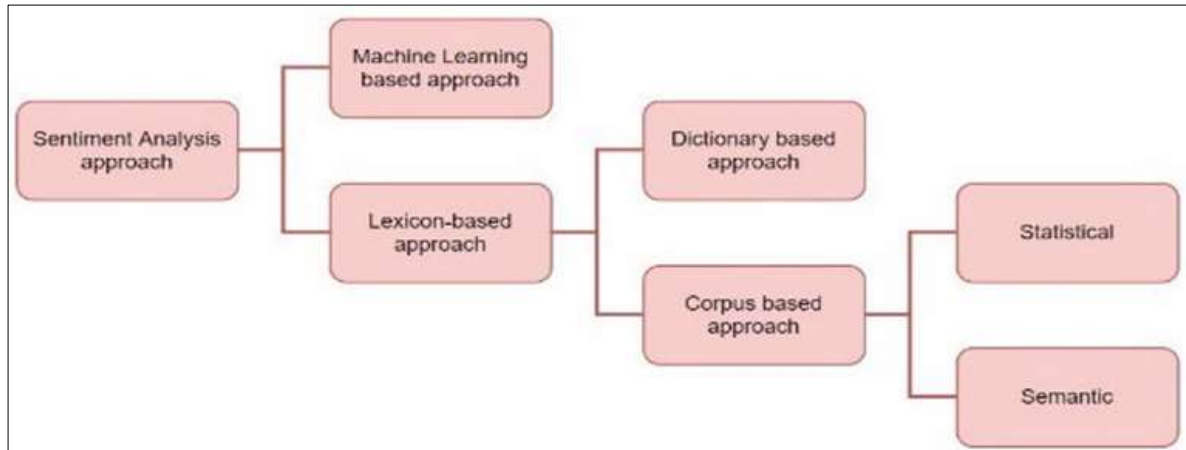 Machine Learning
based approach
Sentiment Analysis
approach
Dictionary based
approach
Lexicon-based
approach
Statistical
Corpus based
approach
Semantic